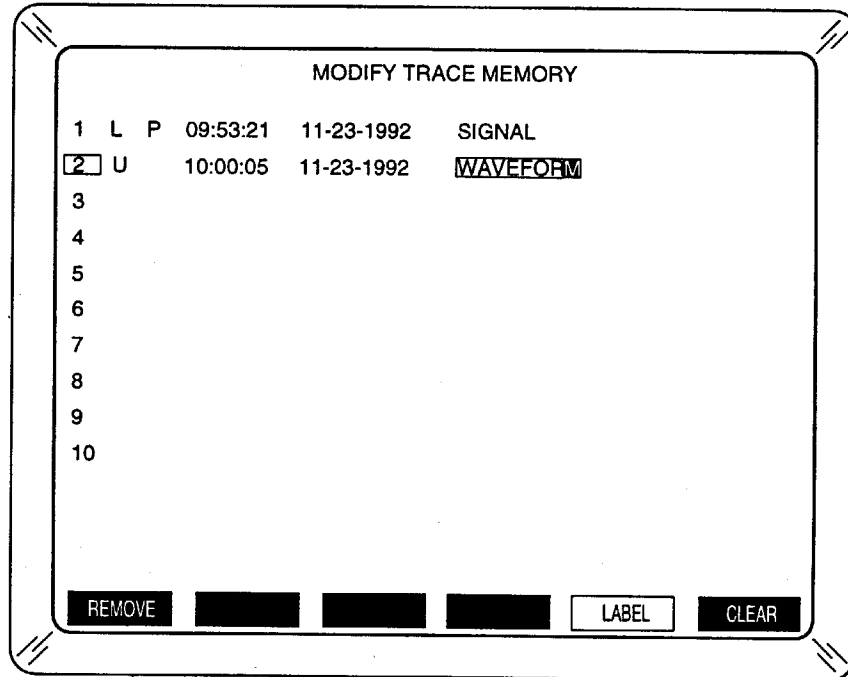 MODIFY TRACE MEMORY
1 L P 09:53:21 11-23-1992 SIGNAL
2 U 10:00:05 11-23-1992 WAVEFORM
3
4
5
6
7
8
9
10
REMOVE LABEL CLEAR